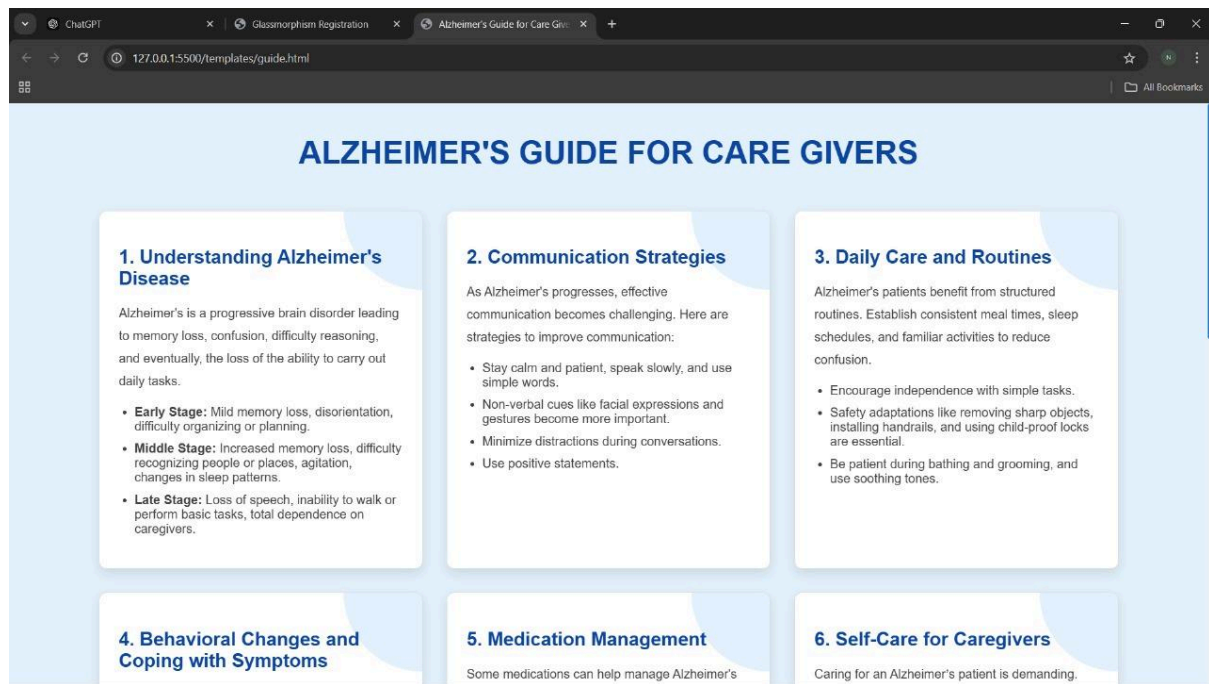 ChatGPT
Glassmorphism Registration
Alzheimer's Guide for Care Give
127.0.0.1:5500/templates/guide.html
N
All Bookmarks
ALZHEIMER'S GUIDE FOR CARE GIVERS
1. Understanding Alzheimer's
Disease
Alzheimer's is a progressive brain disorder leading
to memory loss, confusion, difficulty reasoning,
and eventually, the loss of the ability to carry out
daily tasks.
• Early Stage: Mild memory loss, disorientation,
difficulty organizing or planning.
• Middle Stage: Increased memory loss, difficulty
recognizing people or places, agitation,
changes in sleep patterns.
• Late Stage: Loss of speech, inability to walk or
perform basic tasks, total dependence on
caregivers.
2. Communication Strategies
As Alzheimer's progresses, effective
communication becomes challenging. Here are
strategies to improve communication:
• Stay calm and patient, speak slowly, and use
simple words.
• Non-verbal cues like facial expressions and
gestures become more important.
• Minimize distractions during conversations.
• Use positive statements.
3. Daily Care and Routines
Alzheimer's patients benefit from structured
routines. Establish consistent meal times, sleep
schedules, and familiar activities to reduce
confusion.
• Encourage independence with simple tasks.
• Safety adaptations like removing sharp objects,
installing handrails, and using child-proof locks
are essential.
• Be patient during bathing and grooming, and
use soothing tones.
4. Behavioral Changes and
Coping with Symptoms
5. Medication Management
Some medications can help manage Alzheimer's
6. Self-Care for Caregivers
Caring for an Alzheimer's patient is demanding.